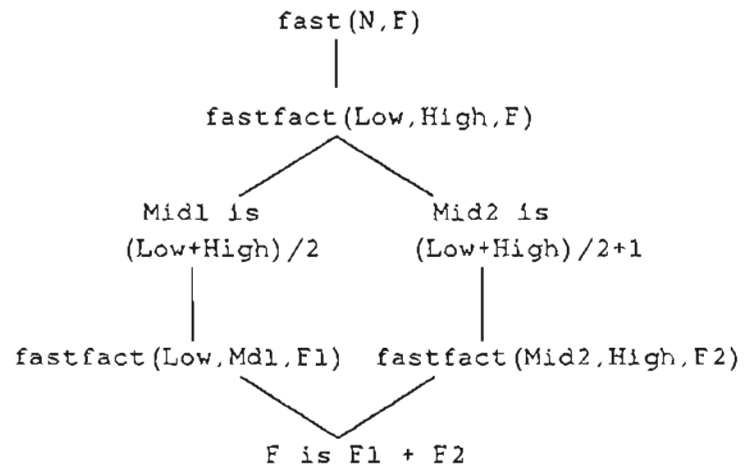 fast(N,F)
fastfact(Low,High,F)
Mid1 is
(Low+High)/2
Mid2 is
(Low+High)/2+1
fastfact(Low,Md1,F1)
fastfact(Mid2,High,F2)
F is F1 + F2